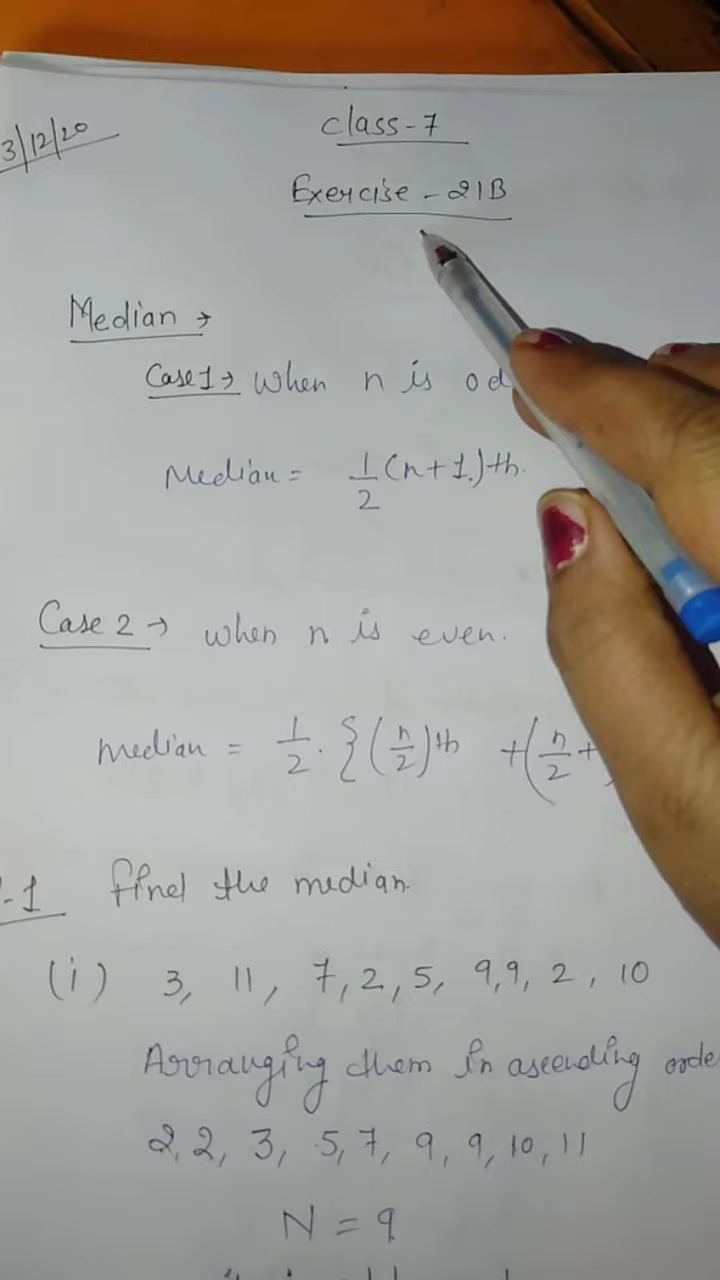 3/12/20
Class-7
Exercise - 21B
Median →
Case 1 → When n is od
Median = 1/2 (n+1)th.
Case 2 → when n is even.
median = 1/2 . {(n/2)th + (n/2 +
-1 find the median.
(i) 3, 11, 7, 2, 5, 9, 9, 2, 10
Arranging them in ascending orde
2, 2, 3, 5, 7, 9, 9, 10, 11
N = 9